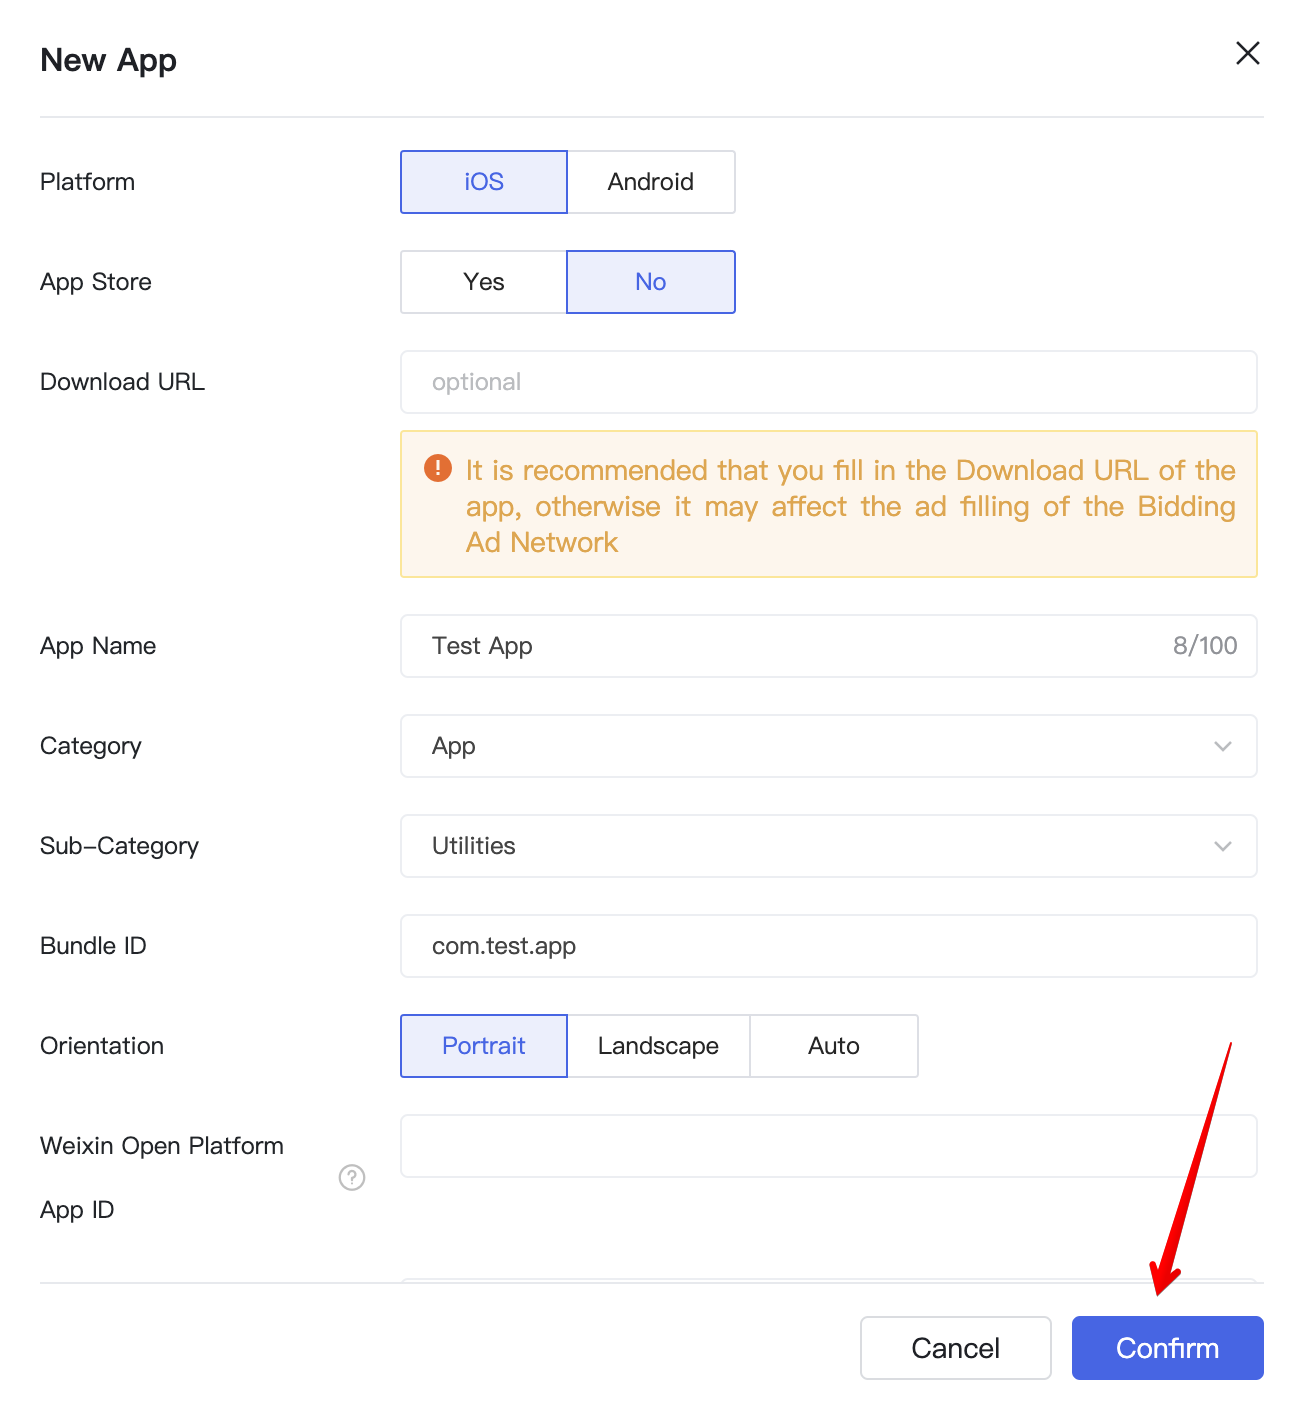 New App
Platform
iOS
Android
App Store
Yes
No
Download URL
optional
It is recommended that you fill in the Download URL of the
app, otherwise it may affect the ad filling of the Bidding
Ad Network
App Name
Test App
8/100
Category
App
Sub-Category
Utilities
Bundle ID
com.test.app
Orientation
Portrait
Landscape
Auto
Weixin Open Platform
App ID
Cancel
Confirm